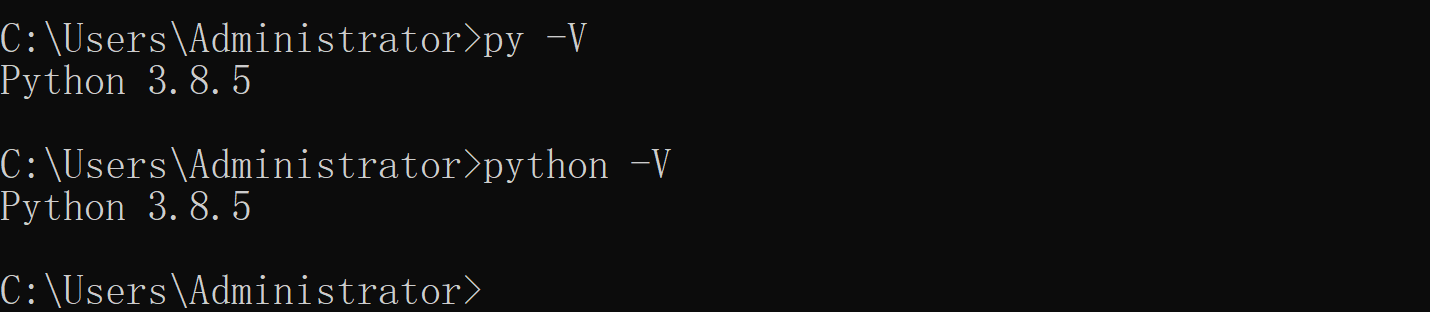 C:\Users\Administrator>py -V
Python 3.8.5
C:\Users\Administrator>python -V
Python 3.8.5
C:\Users\Administrator>